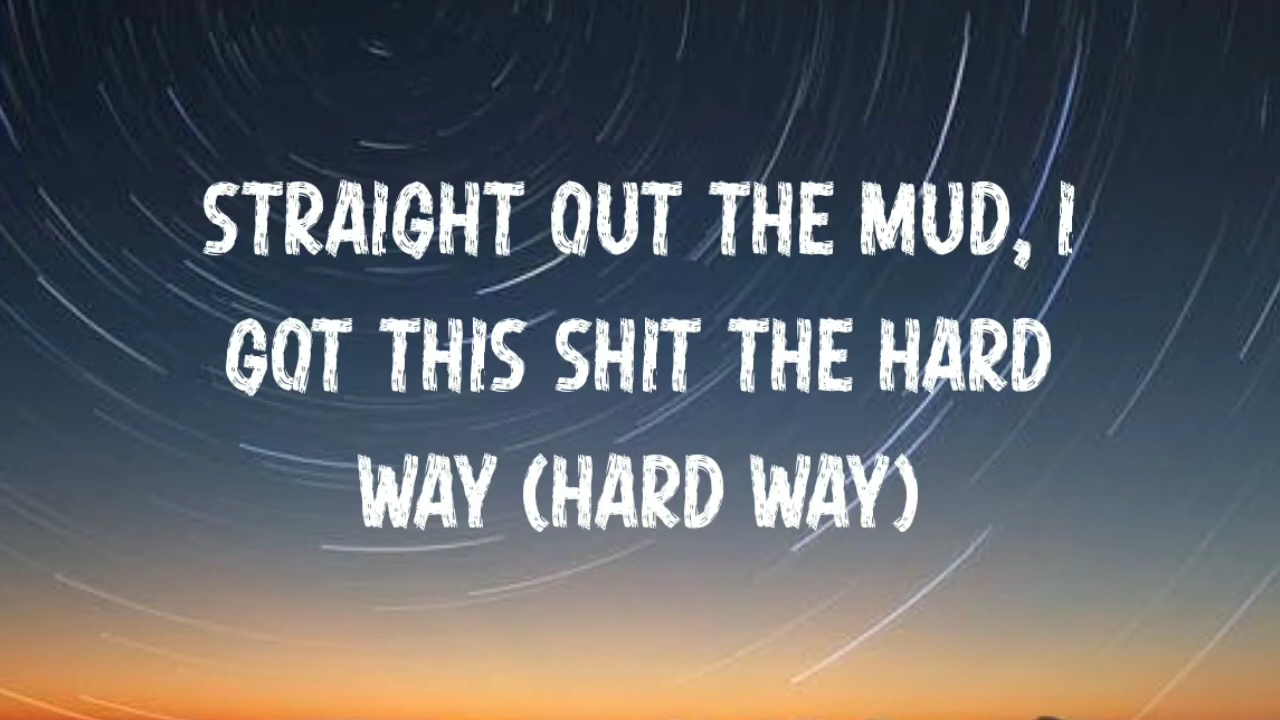 STRAIGHT OUT THE MUD, I
GOT THIS SHIT THE HARD
WAY (HARD WAY)